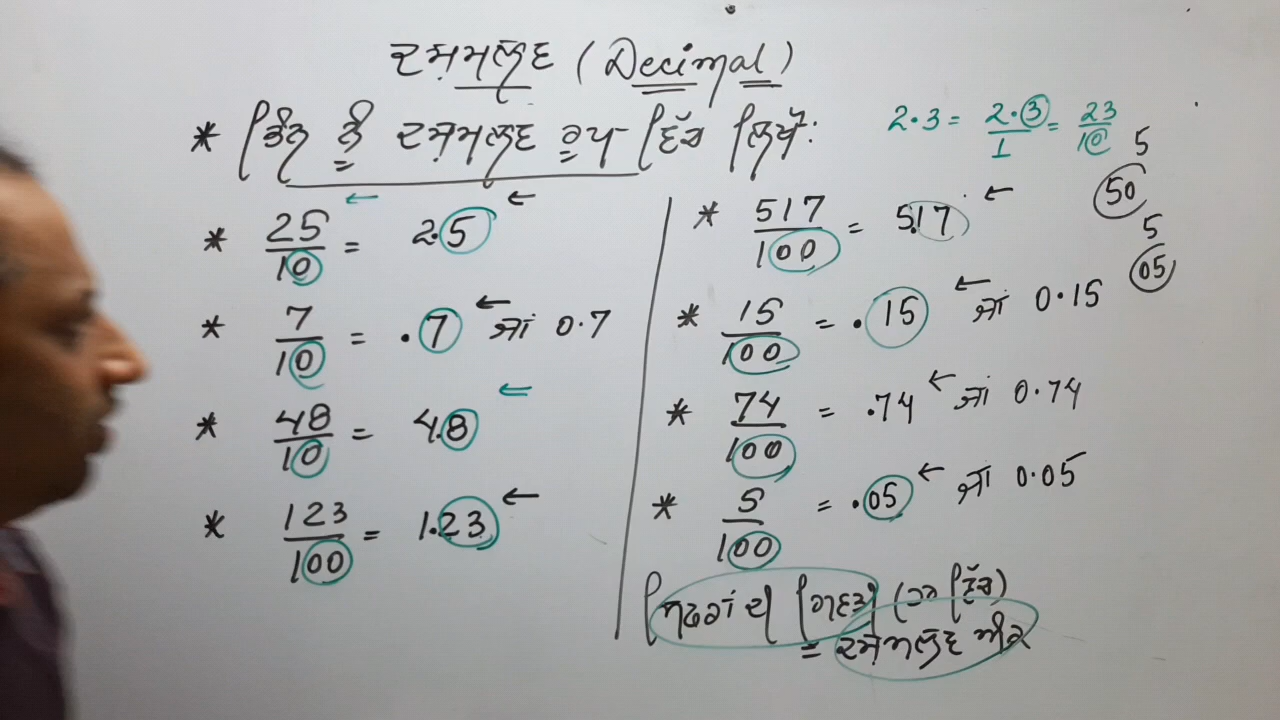 ਦਸ਼ਮਲਵ (Decimal)
* ਭਿੰਨ ਨੂੰ ਦਸ਼ਮਲਵ ਰੂਪ ਵਿੱਚ ਲਿਖੋ:
2.3 = 2.3/1 = 23/10
5
50
5
05
* 25/10 = 2.5 ←
* 7/10 = .7 ← ਜਾਂ 0.7
* 48/10 = 4.8 ⇐
* 123/100 = 1.23 ←
* 517/100 = 5.17 ←
* 15/100 = .15 ← ਜਾਂ 0.15
* 74/100 = .74 ← ਜਾਂ 0.74
* 5/100 = .05 ← ਜਾਂ 0.05
ਸਿਫਰਾਂ ਦੀ ਗਿਣਤੀ (ਹਰ ਵਿੱਚ)
= ਦਸ਼ਮਲਵ ਅੰਕ